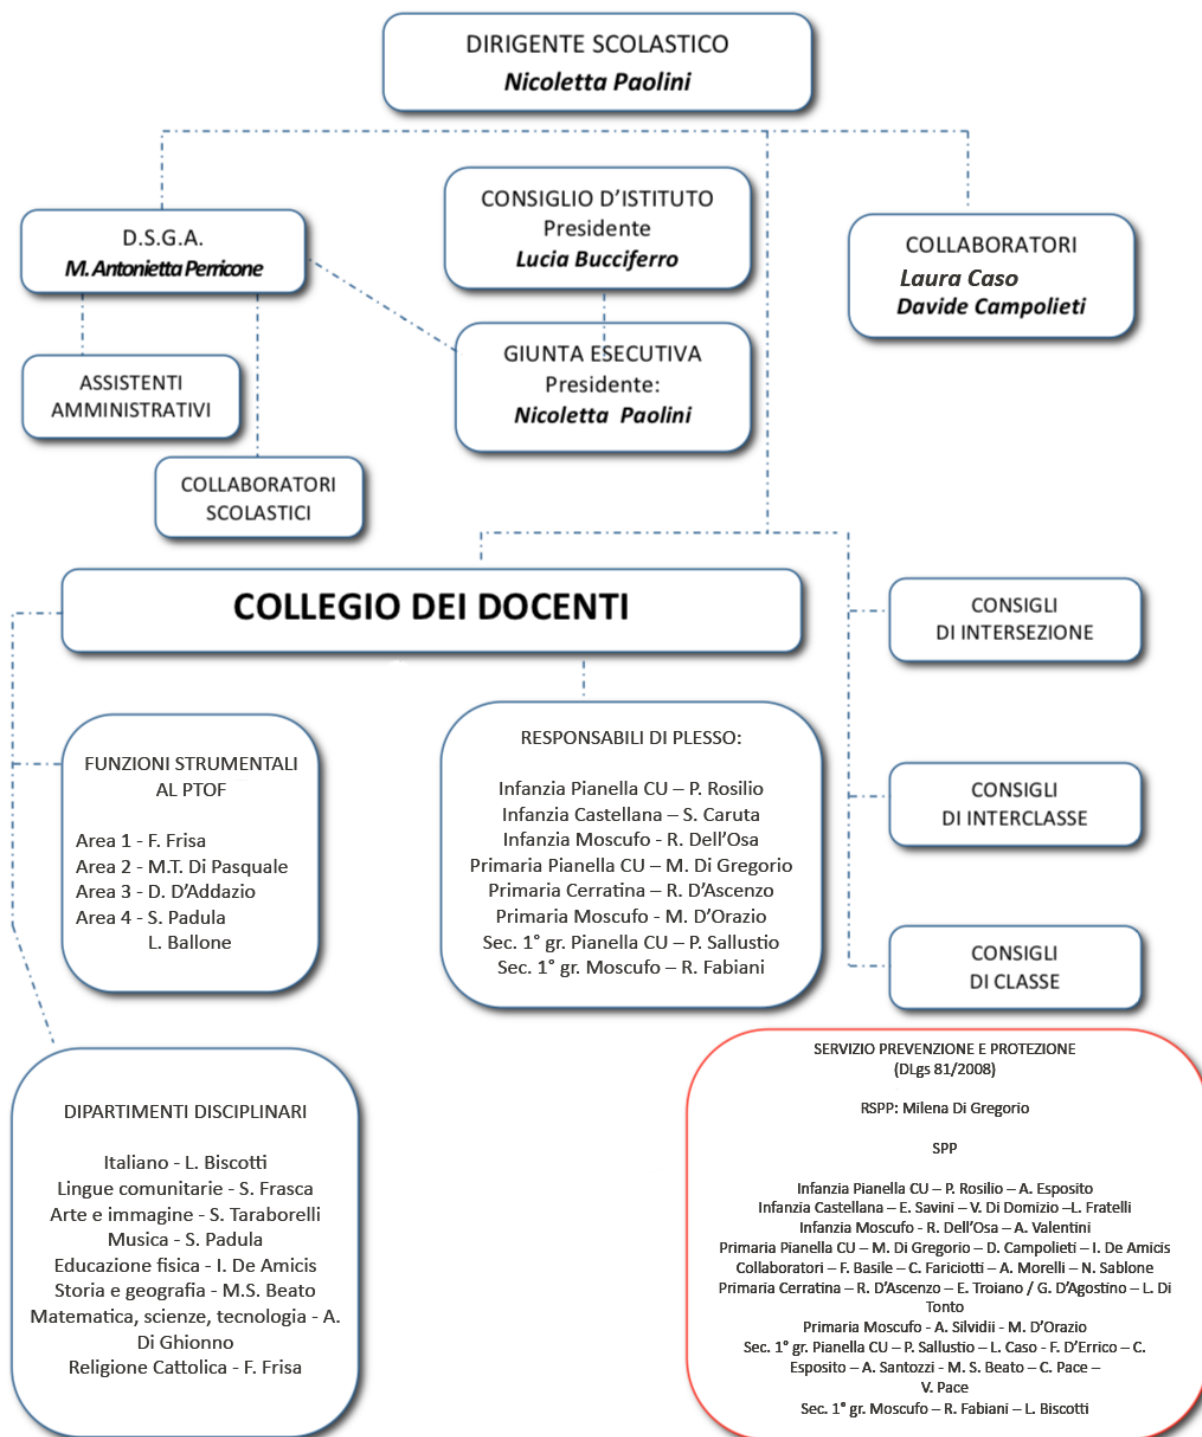 DIRIGENTE SCOLASTICO
Nicoletta Paolini
D.S.G.A.
M. Antonietta Perricone
CONSIGLIO D'ISTITUTO
Presidente
Lucia Bucciferro
COLLABORATORI
Laura Caso
Davide Campolieti
GIUNTA ESECUTIVA
Presidente:
Nicoletta Paolini
ASSISTENTI
AMMINISTRATIVI
COLLABORATORI
SCOLASTICI
COLLEGIO DEI DOCENTI
CONSIGLI
DI INTERSEZIONE
CONSIGLI
DI INTERCLASSE
CONSIGLI
DI CLASSE
FUNZIONI STRUMENTALI
AL PTOF
Area 1 - F. Frisa
Area 2 - M.T. Di Pasquale
Area 3 - D. D'Addazio
Area 4 - S. Padula
L. Ballone
RESPONSABILI DI PLESSO:
Infanzia Pianella CU – P. Rosilio
Infanzia Castellana – S. Caruta
Infanzia Moscufo - R. Dell'Osa
Primaria Pianella CU – M. Di Gregorio
Primaria Cerratina – R. D'Ascenzo
Primaria Moscufo - M. D'Orazio
Sec. 1° gr. Pianella CU – P. Sallustio
Sec. 1° gr. Moscufo – R. Fabiani
DIPARTIMENTI DISCIPLINARI
Italiano - L. Biscotti
Lingue comunitarie - S. Frasca
Arte e immagine - S. Taraborelli
Musica - S. Padula
Educazione fisica - I. De Amicis
Storia e geografia - M.S. Beato
Matematica, scienze, tecnologia - A.
Di Ghionno
Religione Cattolica - F. Frisa
SERVIZIO PREVENZIONE E PROTEZIONE
(DLgs 81/2008)
RSPP: Milena Di Gregorio
SPP
Infanzia Pianella CU – P. Rosilio – A. Esposito
Infanzia Castellana – E. Savini – V. Di Domizio –L. Fratelli
Infanzia Moscufo - R. Dell'Osa – A. Valentini
Primaria Pianella CU – M. Di Gregorio – D. Campolieti – I. De Amicis
Collaboratori – F. Basile – C. Fariciotti – A. Morelli – N. Sablone
Primaria Cerratina – R. D'Ascenzo – E. Troiano / G. D'Agostino – L. Di
Tonto
Primaria Moscufo - A. Silvidii - M. D'Orazio
Sec. 1° gr. Pianella CU – P. Sallustio – L. Caso - F. D'Errico – C.
Esposito – A. Santozzi - M. S. Beato – C. Pace –
V. Pace
Sec. 1° gr. Moscufo – R. Fabiani – L. Biscotti